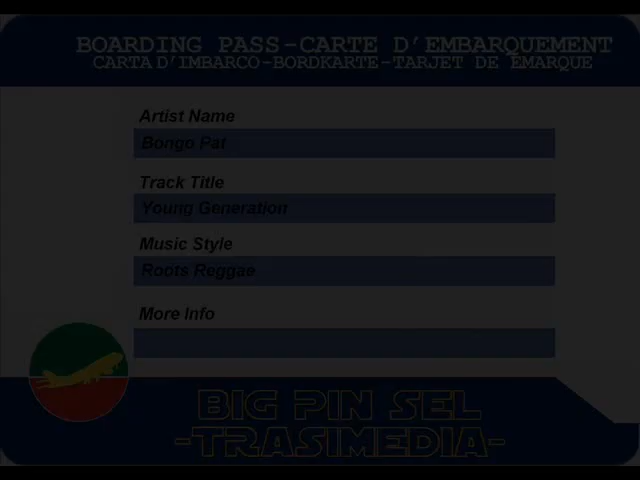 BOARDING PASS-CARTE D'EMBARQUEMENT
CARTA D'IMBARCO-BORDKARTE-TARJET DE ÉMARQUE
Artist Name
Bongo Pat
Track Title
Young Generation
Music Style
Roots Reggae
More Info
BIG PIN SEL
-TRASIMEDIA-